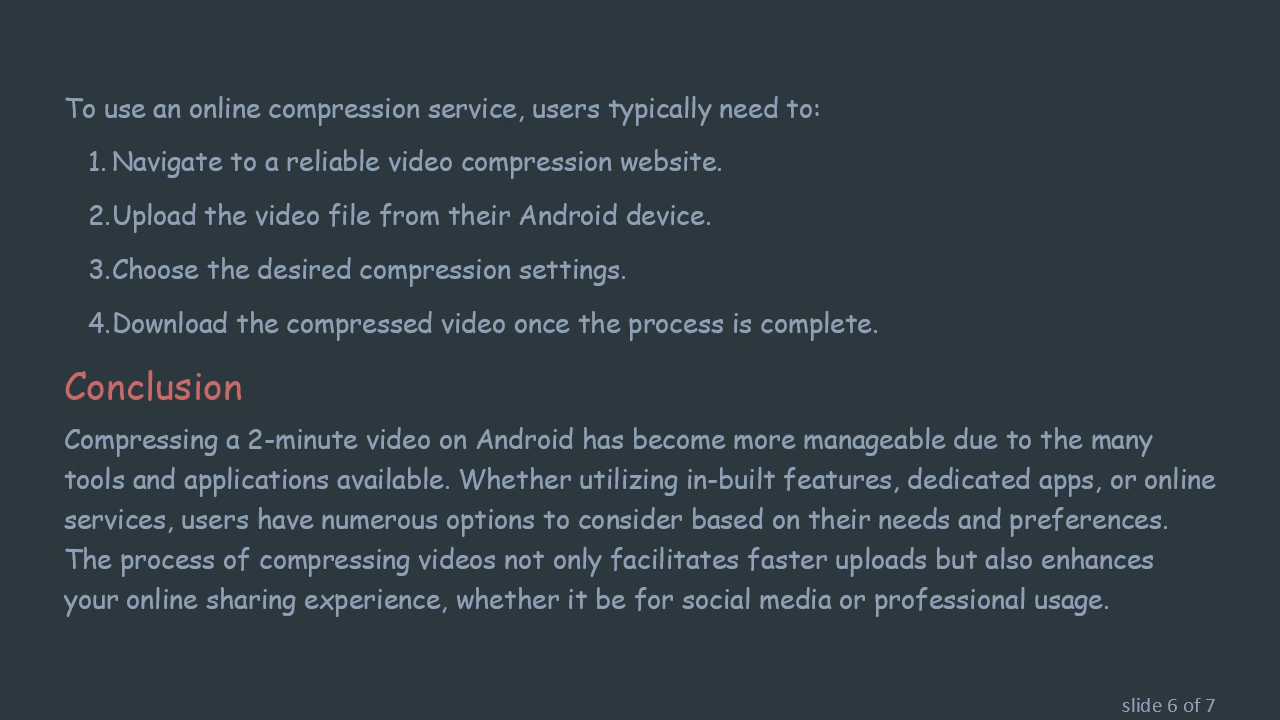 To use an online compression service, users typically need to:
1. Navigate to a reliable video compression website.
2. Upload the video file from their Android device.
3. Choose the desired compression settings.
4. Download the compressed video once the process is complete.
Conclusion
Compressing a 2-minute video on Android has become more manageable due to the many
tools and applications available. Whether utilizing in-built features, dedicated apps, or online
services, users have numerous options to consider based on their needs and preferences.
The process of compressing videos not only facilitates faster uploads but also enhances
your online sharing experience, whether it be for social media or professional usage.
slide 6 of 7